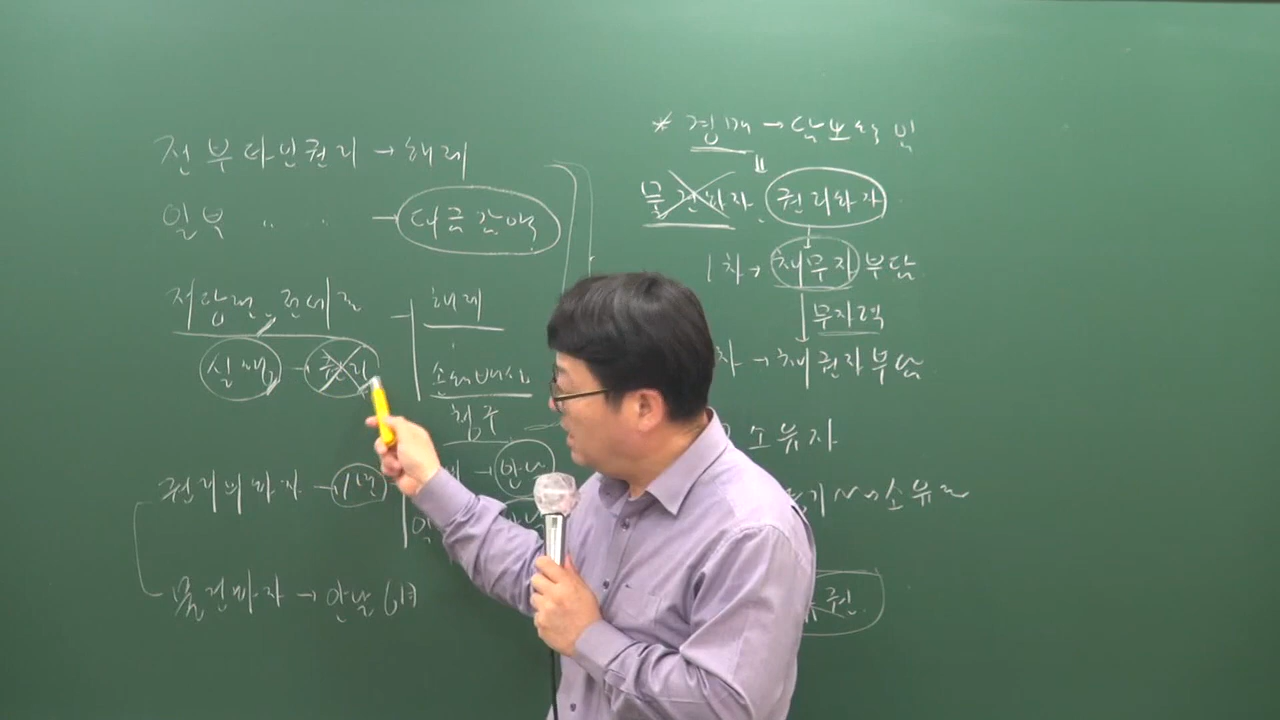 전부타인권리 → 해제
일부 〃 〃 — 대금감액
저당권, 전세권
해제
실행 → 취득
손해배상
청구
권리의하자 → 1년
안 날
물건하자 → 안날 6月
* 경매 → 담보책임
물건하자, 권리하자
1차 → 채무자 부담
무자력
차 → 채권자 부담
소유자
등기 ~ → 소유권